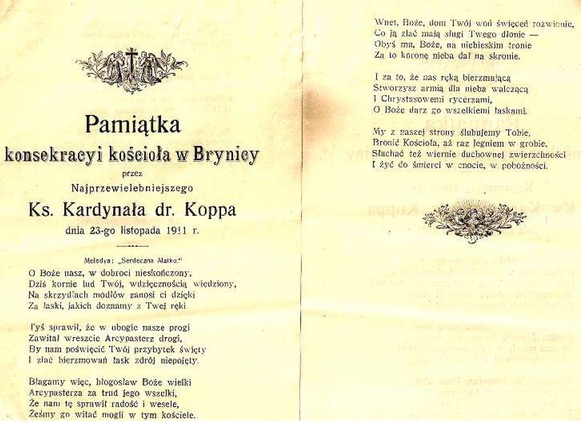 Pamiątka
konsekracyi kościoła w Brynicy
przez
Najprzewielebniejszego
Ks. Kardynała dr. Koppa
dnia 23-go listopada 1911 r.
Melodya: „Serdeczna Matko."
O Boże nasz, w dobroci nieskończony,
Dziś kornie lud Twój, wdzięcznością wiedziony,
Na skrzydłach modłów zanosi ci dzięki
Za łaski, jakich doznamy z Twej ręki
Tyś sprawił, że w ubogie nasze progi
Zawitał wreszcie Arcypasterz drogi,
By nam poświęcić Twój przybytek święty
I zlać bierzmowań łask zdrój niepojęty.
Błagamy więc, błogosław Boże wielki
Arcypasterza za trud jego wszelki,
Że nam tę sprawił radość i wesele,
Żeśmy go witać mogli w tym kościele.
Wnet, Boże, dom Twój woń święceń rozwionie,
Co ją zlać mają sługi Twego dłonie —
Obyś mu, Boże, na niebieskim tronie
Za to koronę nieba dał na skronie.
I za to, że nas ręką bierzmującą
Stworzysz armią dla nieba walczącą
I Chrystusowemi rycerzami,
O Boże darz go wszelkiemi łaskami.
My z naszej strony ślubujemy Tobie,
Bronić Kościoła, aż raz legniem w grobie.
Słuchać też wiernie duchownej zwierzchności
I żyć do śmierci w cnocie, w pobożności.